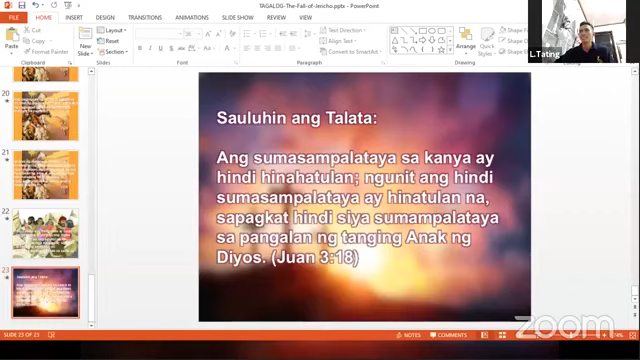 TAGALOG-The-Fall-of-Jericho.pptx - PowerPoint
FILE HOME INSERT DESIGN TRANSITIONS ANIMATIONS SLIDE SHOW REVIEW VIEW
Cut
Copy
Format Painter
Paste
Clipboard
New Slide
Layout
Reset
Section
Slides
Font
Text Direction
Align Text
Convert to SmartArt
Paragraph
Arrange
Quick Styles
Drawing
L.Tating
20
21
22
23
Sauluhin ang Talata:
Ang sumasampalataya sa kanya ay
hindi hinahatulan; ngunit ang hindi
sumasampalataya ay hinatulan na,
sapagkat hindi siya sumampalataya
sa pangalan ng tanging Anak ng
Diyos. (Juan 3:18)
SLIDE 23 OF 23
NOTES COMMENTS
zoom